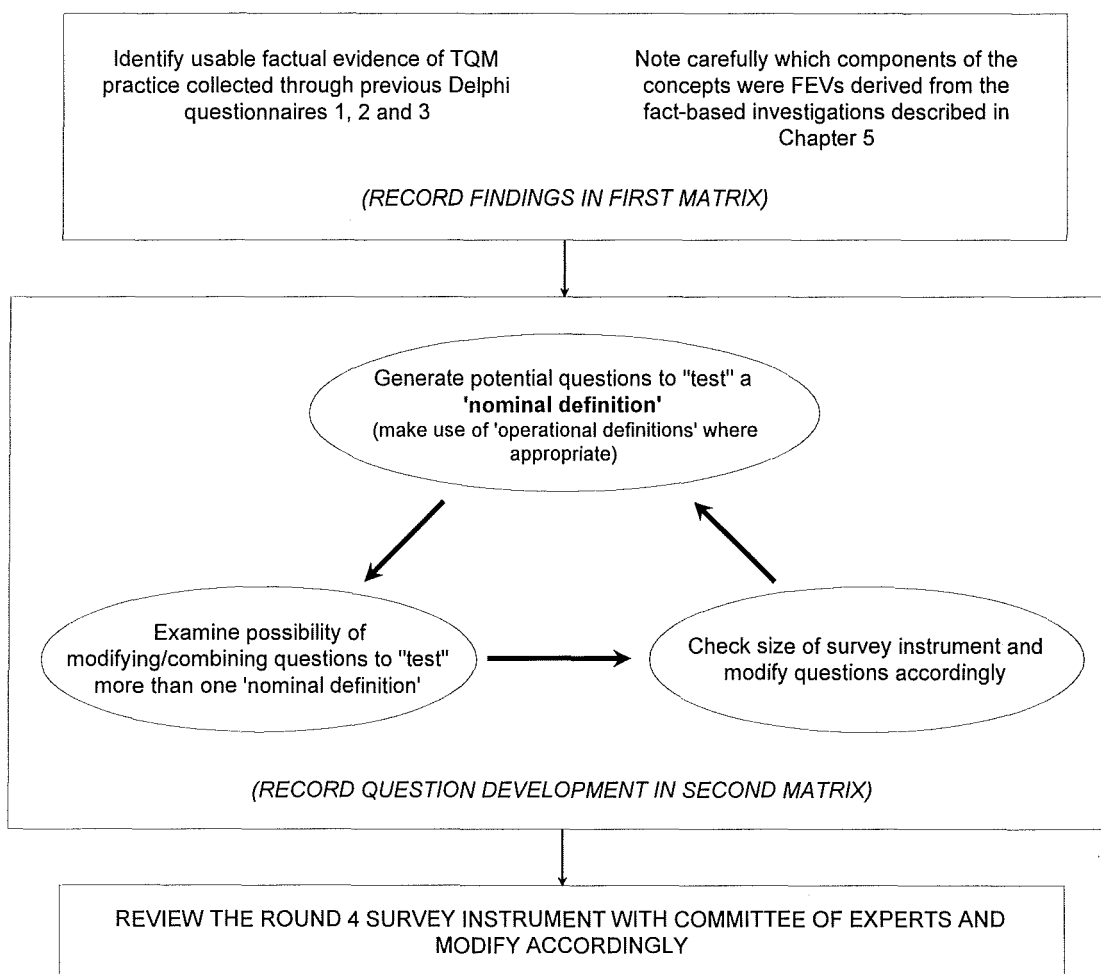 Identify usable factual evidence of TQM
practice collected through previous Delphi
questionnaires 1, 2 and 3
Note carefully which components of the
concepts were FEVs derived from the
fact-based investigations described in
Chapter 5
(RECORD FINDINGS IN FIRST MATRIX)
Generate potential questions to "test" a
'nominal definition'
(make use of 'operational definitions' where
appropriate)
Examine possibility of
modifying/combining questions to "test"
more than one 'nominal definition'
Check size of survey instrument and
modify questions accordingly
(RECORD QUESTION DEVELOPMENT IN SECOND MATRIX)
REVIEW THE ROUND 4 SURVEY INSTRUMENT WITH COMMITTEE OF EXPERTS AND
MODIFY ACCORDINGLY